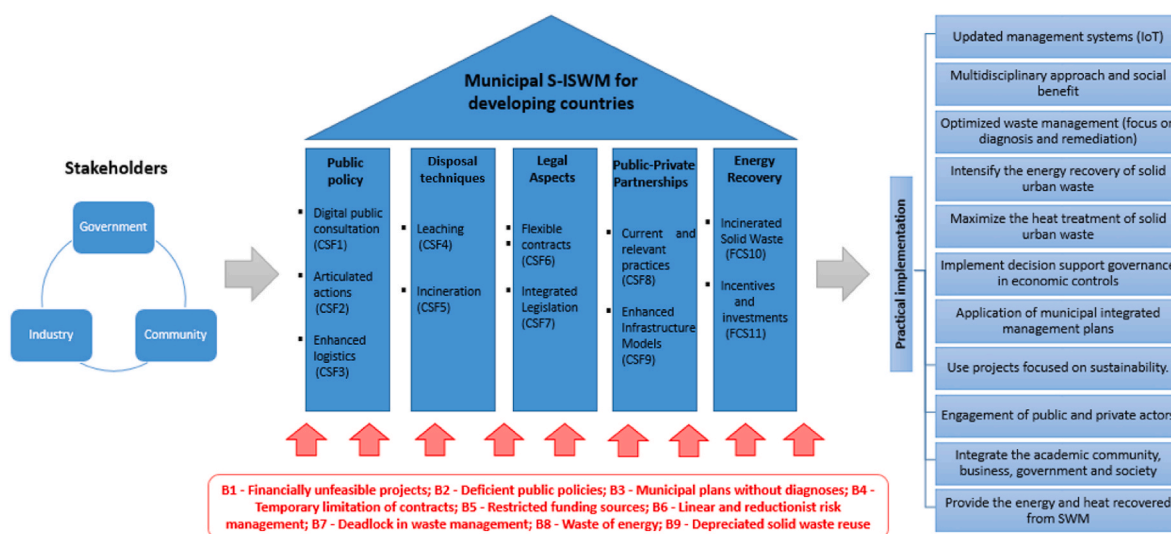 Stakeholders
Government
Industry
Community
Municipal S-ISWM for
developing countries
Public
policy
Digital public
consultation
(CSF1)
Articulated
actions
(CSF2)
Enhanced
logistics
(CSF3)
Disposal
techniques
Leaching
(CSF4)
Incineration
(CSF5)
Legal
Aspects
Flexible
contracts
(CSF6)
Integrated
Legislation
(CSF7)
Public-Private
Partnerships
Current and
relevant
practices
(CSF8)
Enhanced
Infrastructure
Models
(CSF9)
Energy
Recovery
Incinerated
Solid Waste
(FCS10)
Incentives
and
investments
(FCS11)
B1 - Financially unfeasible projects; B2 - Deficient public policies; B3 - Municipal plans without diagnoses; B4 -
Temporary limitation of contracts; B5 - Restricted funding sources; B6 - Linear and reductionist risk
management; B7 - Deadlock in waste management; B8 - Waste of energy; B9 - Depreciated solid waste reuse
Practical implementation
Updated management systems (IoT)
Multidisciplinary approach and social
benefit
Optimized waste management (focus on
diagnosis and remediation)
Intensify the energy recovery of solid
urban waste
Maximize the heat treatment of solid
urban waste
Implement decision support governance
in economic controls
Application of municipal integrated
management plans
Use projects focused on sustainability.
Engagement of public and private actors
Integrate the academic community,
business, government and society
Provide the energy and heat recovered
from SWM